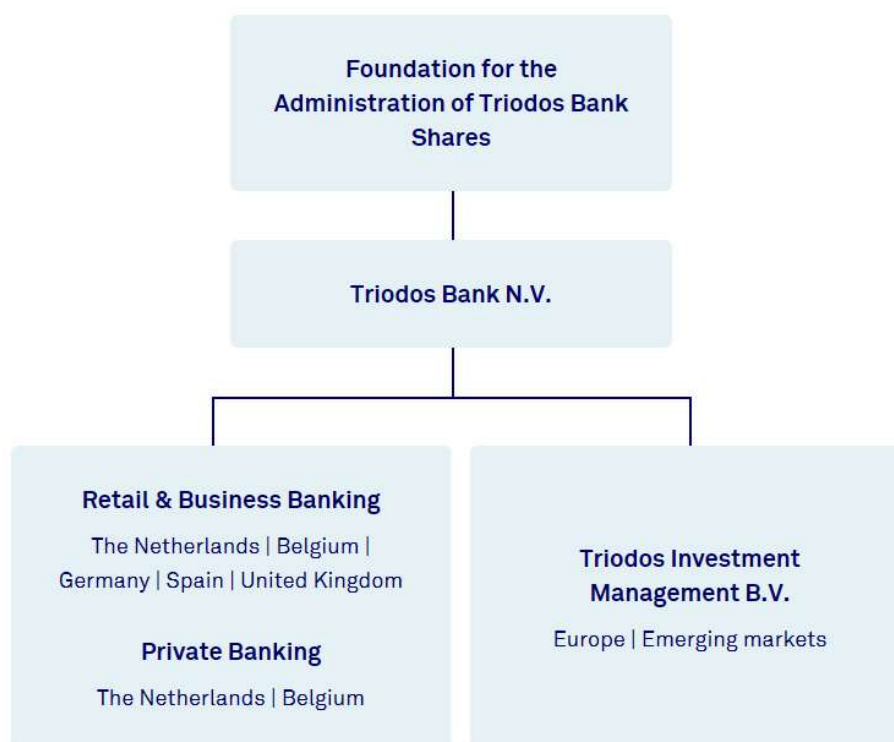 Foundation for the
Administration of Triodos Bank
Shares
Triodos Bank N.V.
Retail & Business Banking
The Netherlands | Belgium |
Germany | Spain | United Kingdom
Private Banking
The Netherlands | Belgium
Triodos Investment
Management B.V.
Europe | Emerging markets